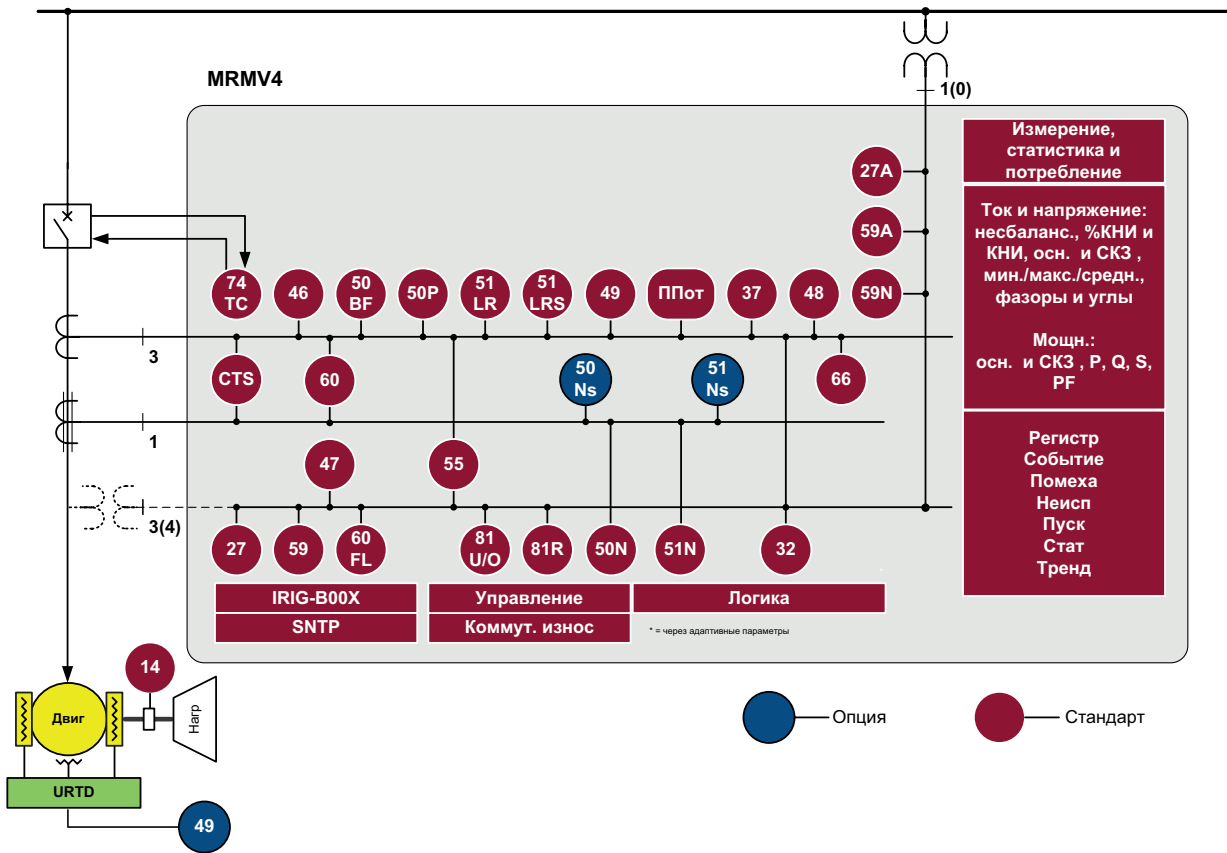 MRMV4
1(0)
Измерение,
статистика и
потребление
27A
Ток и напряжение:
несбаланс., %КНИ и
КНИ, осн. и СКЗ ,
мин./макс./средн.,
фазоры и углы
Мощн.:
осн. и СКЗ , P, Q, S,
PF
59A
74
TC
46
50
BF
50P
51
LR
51
LRS
49
ППот
37
48
59N
3
CTS
60
50
Ns
51
Ns
66
1
Регистр
Событие
Помеха
Неисп
Пуск
Стат
Тренд
47
55
3(4)
27
59
60
FL
81
U/O
81R
50N
51N
32
IRIG-B00X
Управление
Логика
SNTP
Коммут. износ
* = через адаптивные параметры
14
Двиг
Нагр
Опция
Стандарт
URTD
49